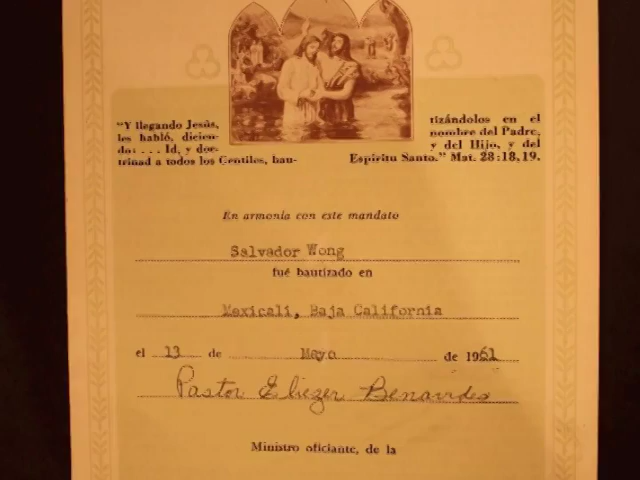 "Y llegando Jesús,
les habló, dicien-
do: . . . Id, y doc-
trinad a todos los Gentiles, bau-
tizándolos en el
nombre del Padre,
y del Hijo, y del
Espíritu Santo." Mat. 28:18,19.
En armonía con este mandato
Salvador Wong
fué bautizado en
Mexicali, Baja California
el 13 de Mayo de 1961
Pastor Eliezer Benavides
Ministro oficiante, de la